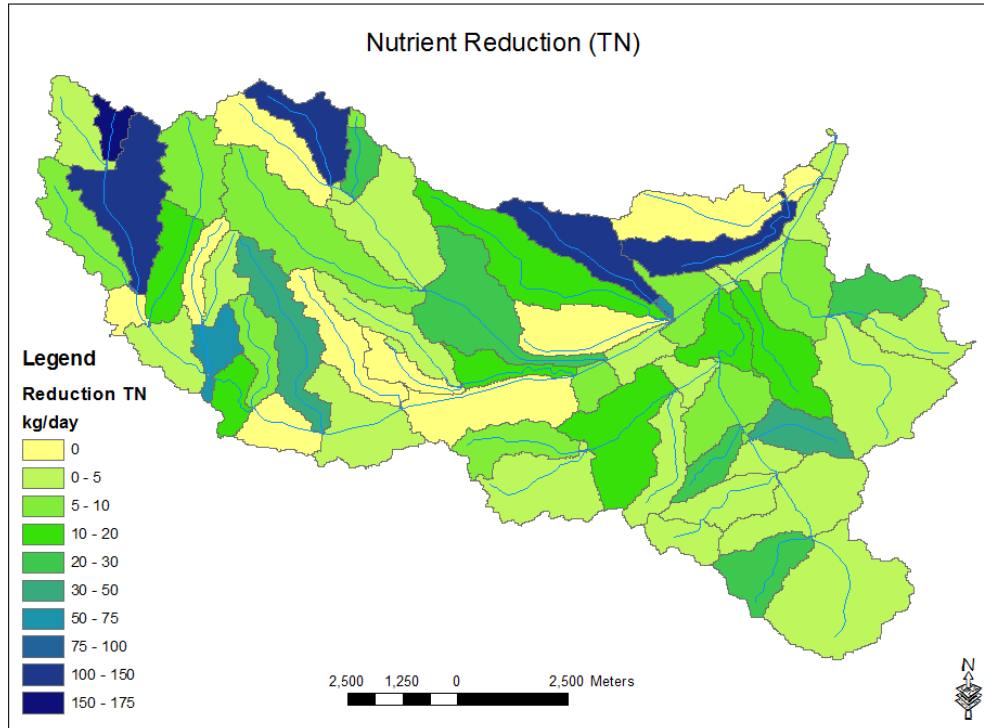 Nutrient Reduction (TN)
Legend
Reduction TN
kg/day
0
0 - 5
5 - 10
10 - 20
20 - 30
30 - 50
50 - 75
75 - 100
100 - 150
150 - 175
2,500 1,250 0 2,500 Meters
N